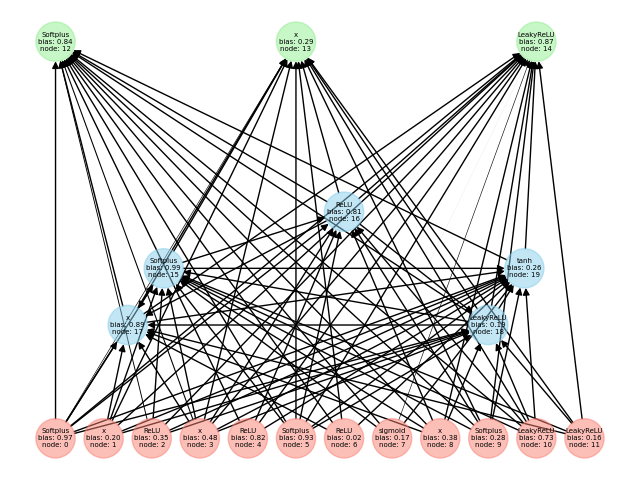 Softplus
bias: 0.84
node: 12
x
bias: 0.29
node: 13
LeakyReLU
bias: 0.87
node: 14
ReLU
bias: 0.81
node: 16
Softplus
bias: 0.99
node: 15
tanh
bias: 0.26
node: 19
x
bias: 0.89
node: 17
LeakyReLU
bias: 0.19
node: 18
Softplus
bias: 0.97
node: 0
x
bias: 0.20
node: 1
ReLU
bias: 0.35
node: 2
x
bias: 0.48
node: 3
ReLU
bias: 0.82
node: 4
Softplus
bias: 0.93
node: 5
ReLU
bias: 0.02
node: 6
sigmoid
bias: 0.17
node: 7
x
bias: 0.38
node: 8
Softplus
bias: 0.28
node: 9
LeakyReLU
bias: 0.73
node: 10
LeakyReLU
bias: 0.16
node: 11